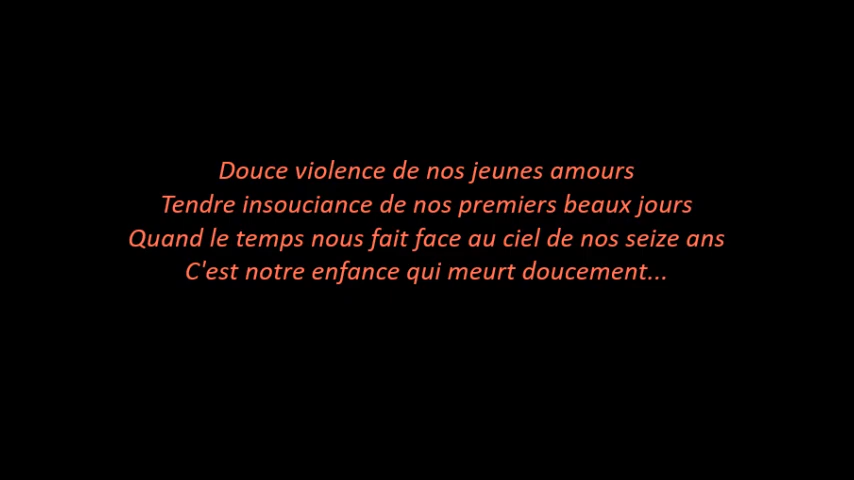 Douce violence de nos jeunes amours
Tendre insouciance de nos premiers beaux jours
Quand le temps nous fait face au ciel de nos seize ans
C'est notre enfance qui meurt doucement...